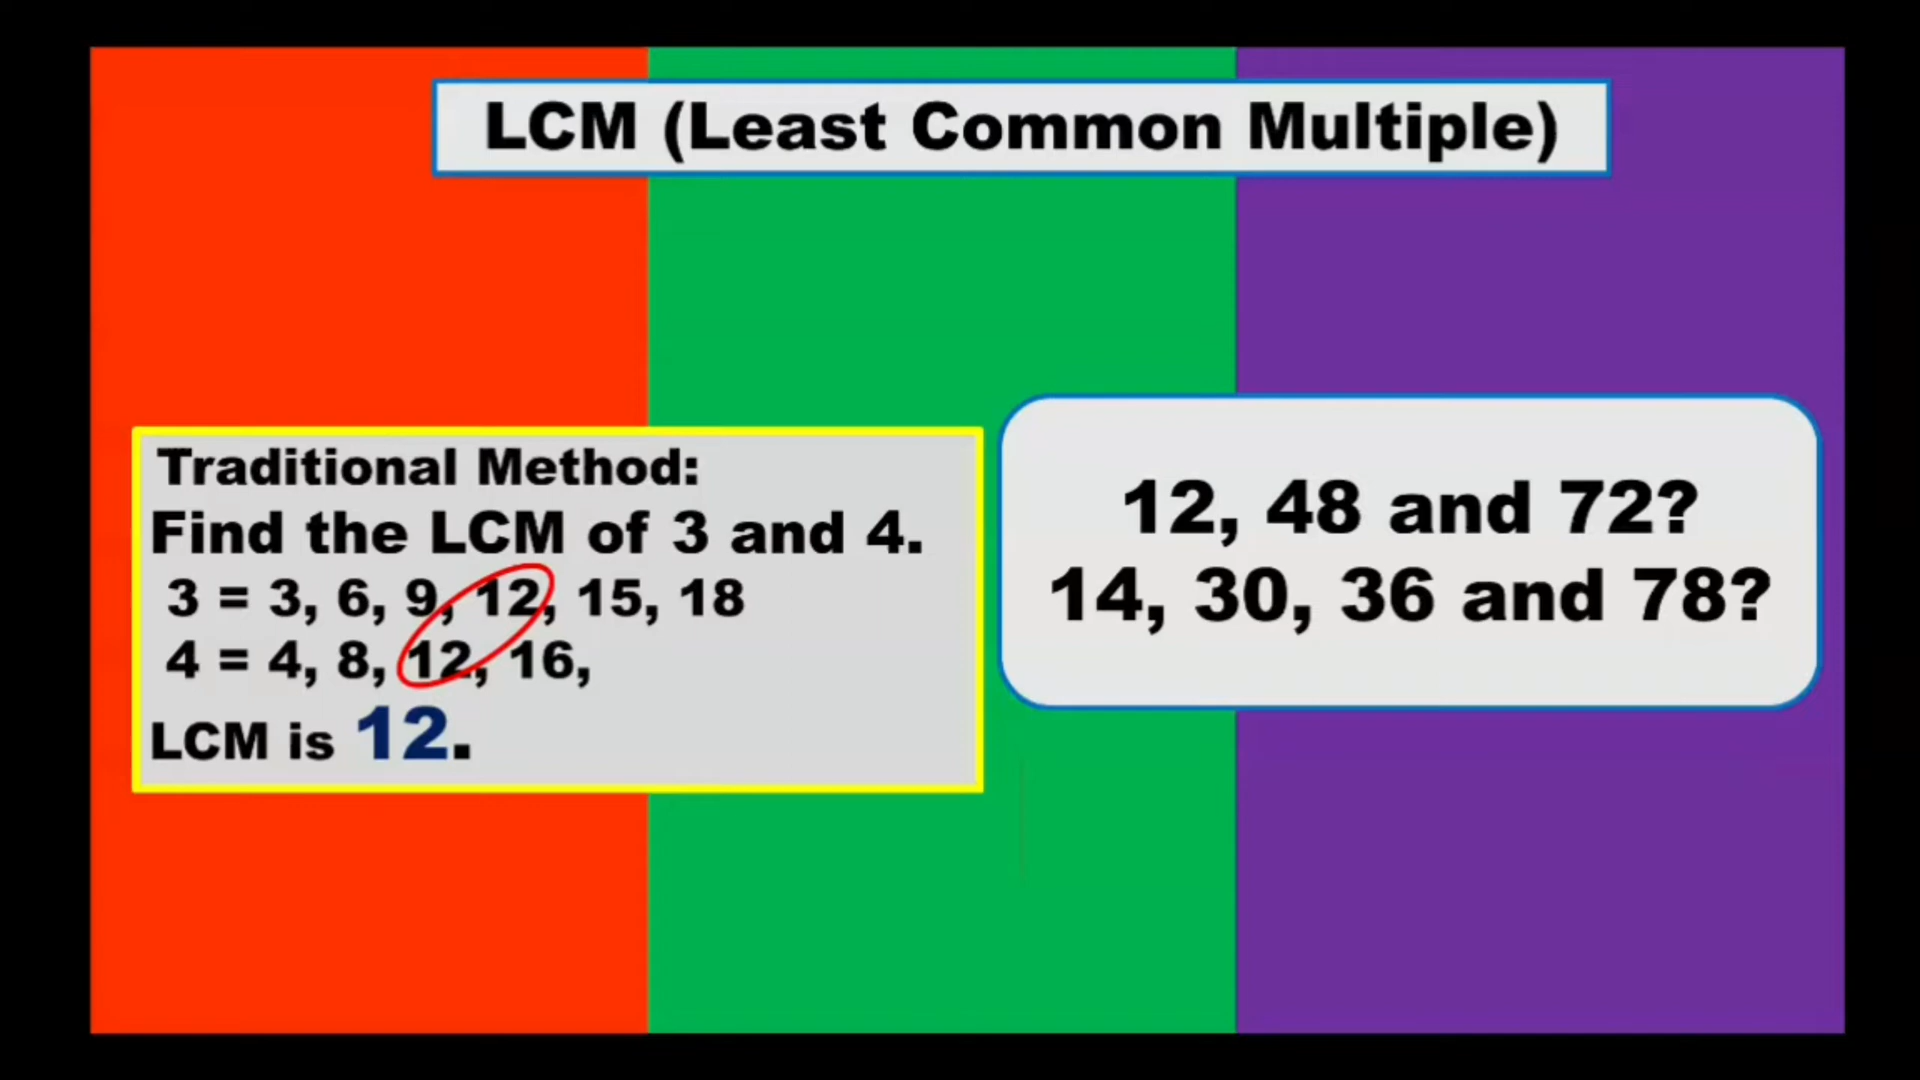 LCM (Least Common Multiple)
Traditional Method:
Find the LCM of 3 and 4.
3 = 3, 6, 9, 12, 15, 18
4 = 4, 8, 12, 16,
LCM is 12.
12, 48 and 72?
14, 30, 36 and 78?